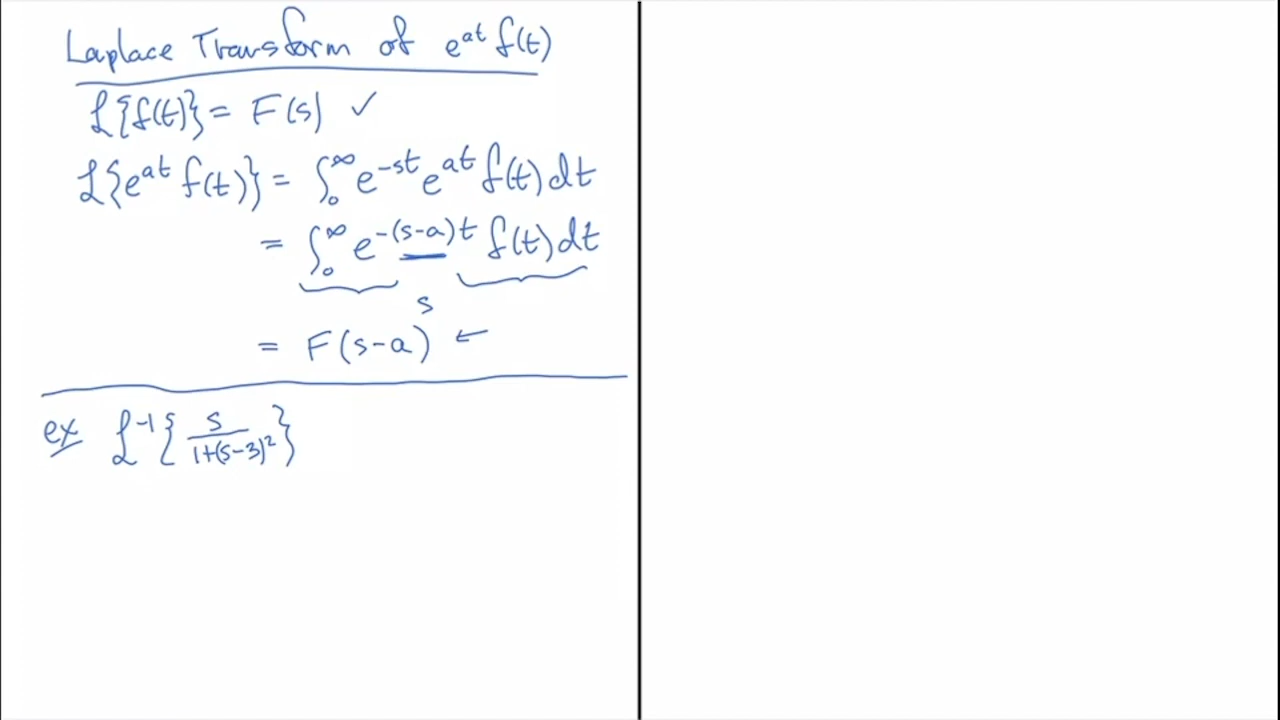 Laplace Transform of e^{at} f(t)
ℒ{f(t)} = F(s) ✓
ℒ{e^{at} f(t)} = ∫₀^∞ e^{-st} e^{at} f(t) dt
= ∫₀^∞ e^{-(s-a)t} f(t) dt
s
= F(s-a) ←
ex ℒ^{-1}{ s / 1+(s-3)² }